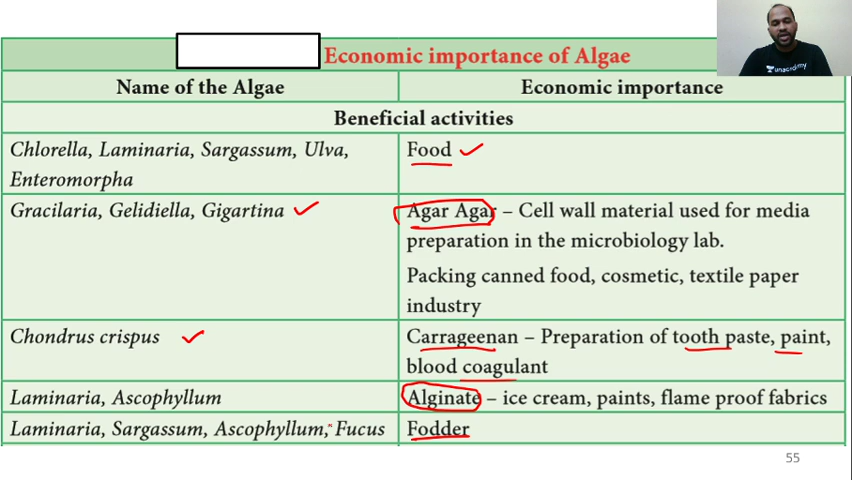 Economic importance of Algae
Name of the Algae
Economic importance
Beneficial activities
Chlorella, Laminaria, Sargassum, Ulva,
Enteromorpha
Food
Gracilaria, Gelidiella, Gigartina
Agar Agar – Cell wall material used for media
preparation in the microbiology lab.
Packing canned food, cosmetic, textile paper
industry
Chondrus crispus
Carrageenan – Preparation of tooth paste, paint,
blood coagulant
Laminaria, Ascophyllum
Alginate – ice cream, paints, flame proof fabrics
Laminaria, Sargassum, Ascophyllum, Fucus
Fodder
55
unacademy